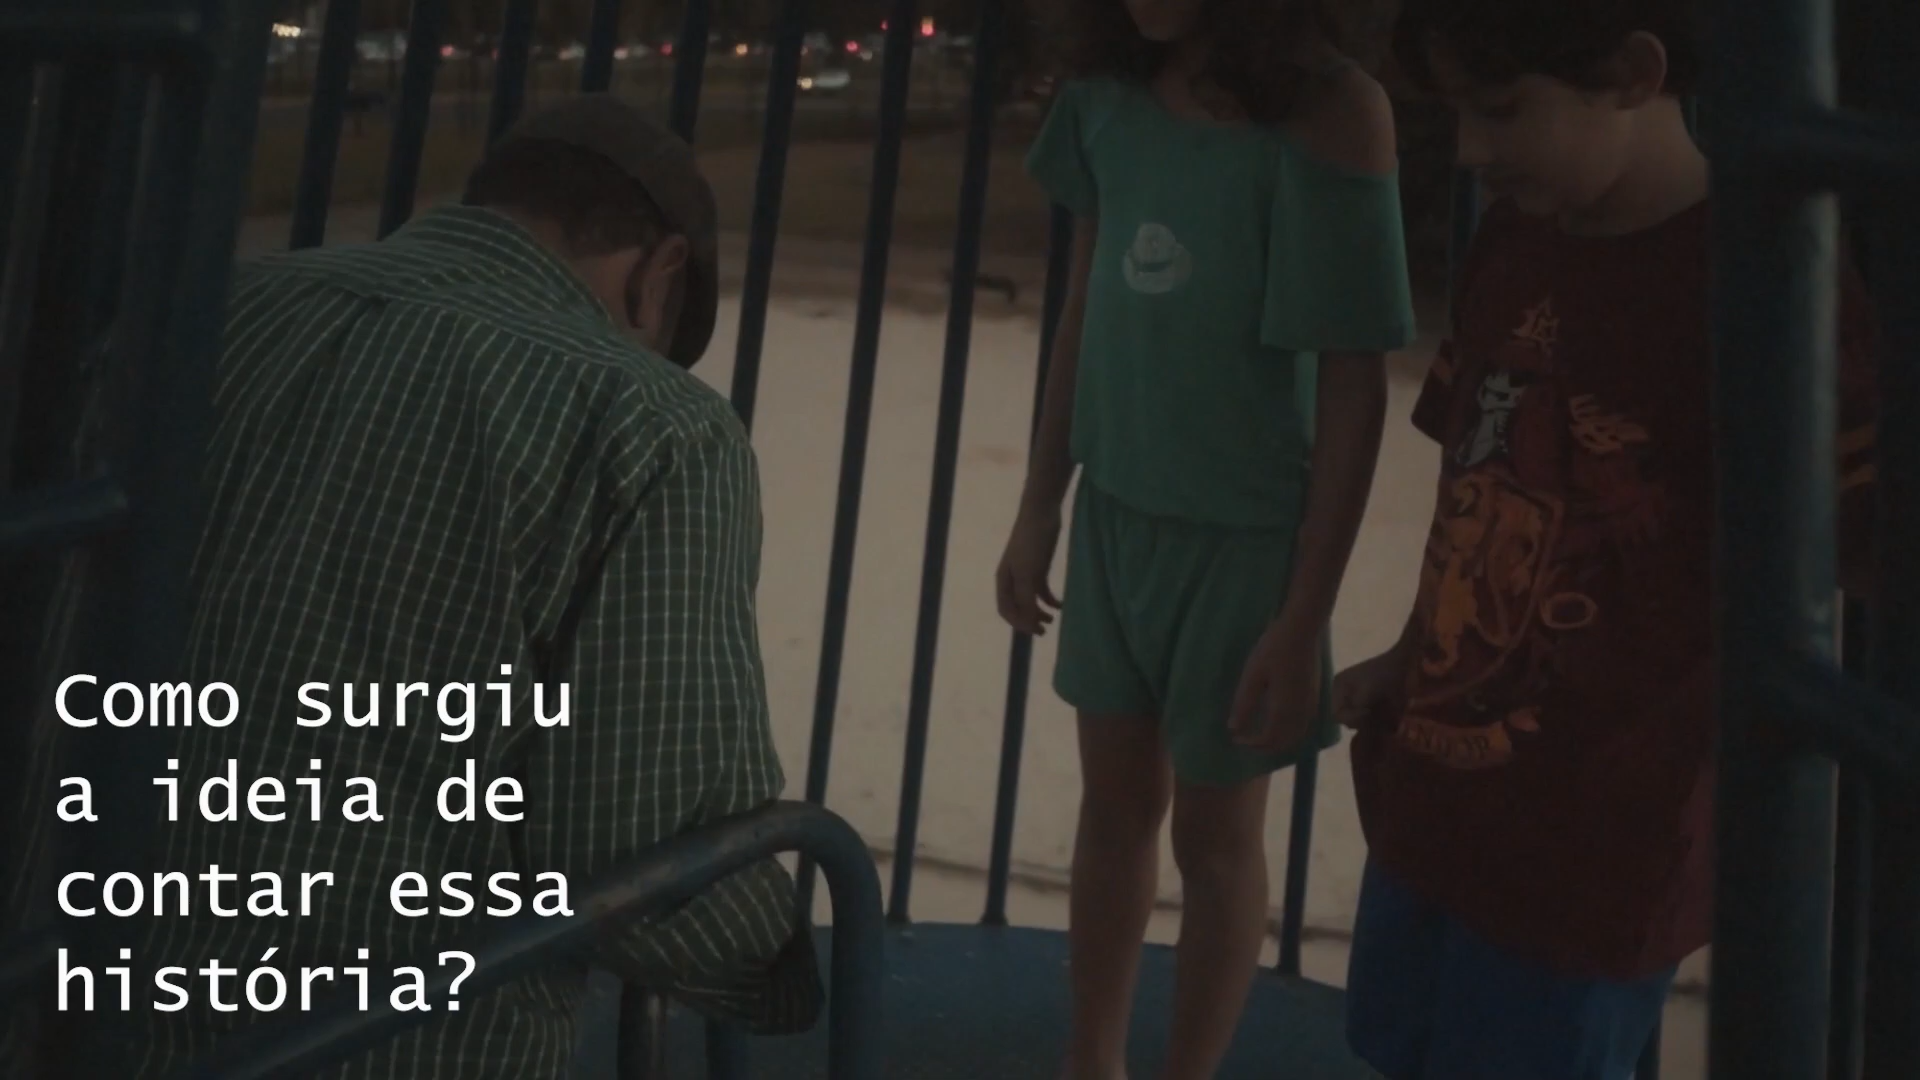 Como surgiu
a ideia de
contar essa
história?